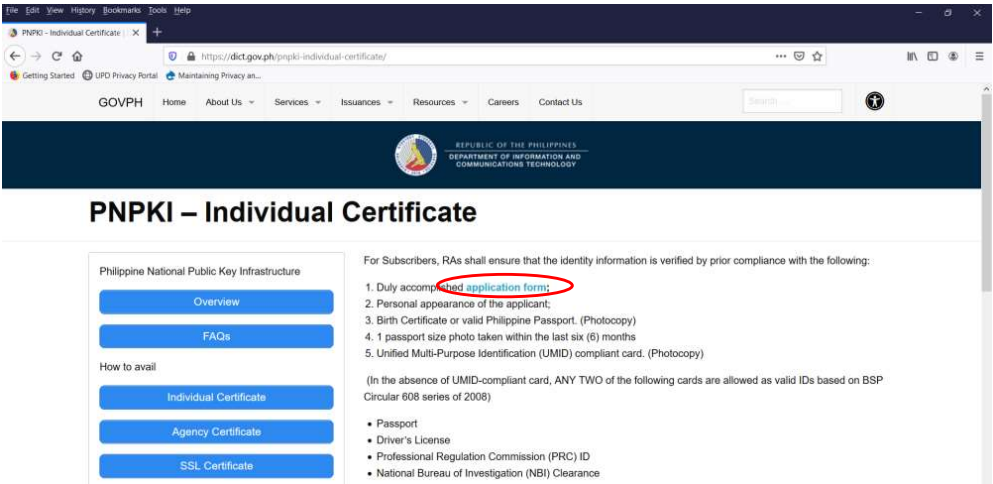 File Edit View History Bookmarks Tools Help
PNPKI - Individual Certificate
https://dict.gov.ph/pnpki-individual-certificate/
Getting Started UPD Privacy Portal Maintaining Privacy an...
GOVPH Home About Us Services Issuances Resources Careers Contact Us Search ...
REPUBLIC OF THE PHILIPPINES
DEPARTMENT OF INFORMATION AND
COMMUNICATIONS TECHNOLOGY
PNPKI – Individual Certificate
Philippine National Public Key Infrastructure
Overview
FAQs
How to avail
Individual Certificate
Agency Certificate
SSL Certificate
For Subscribers, RAs shall ensure that the identity information is verified by prior compliance with the following:
1. Duly accomplished application form;
2. Personal appearance of the applicant;
3. Birth Certificate or valid Philippine Passport. (Photocopy)
4. 1 passport size photo taken within the last six (6) months
5. Unified Multi-Purpose Identification (UMID) compliant card. (Photocopy)
(In the absence of UMID-compliant card, ANY TWO of the following cards are allowed as valid IDs based on BSP
Circular 608 series of 2008)
• Passport
• Driver's License
• Professional Regulation Commission (PRC) ID
• National Bureau of Investigation (NBI) Clearance